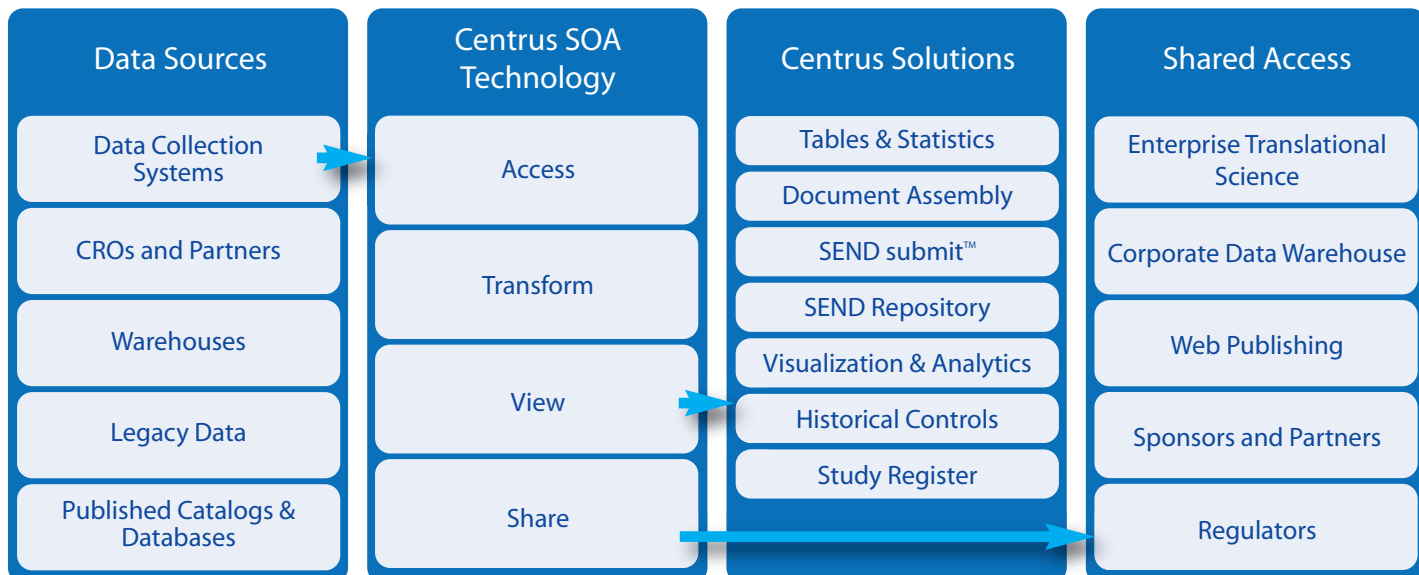 Data Sources
Data Collection
Systems
CROs and Partners
Warehouses
Legacy Data
Published Catalogs &
Databases
Centrus SOA
Technology
Access
Transform
View
Share
Centrus Solutions
Tables & Statistics
Document Assembly
SEND submit™
SEND Repository
Visualization & Analytics
Historical Controls
Study Register
Shared Access
Enterprise Translational
Science
Corporate Data Warehouse
Web Publishing
Sponsors and Partners
Regulators